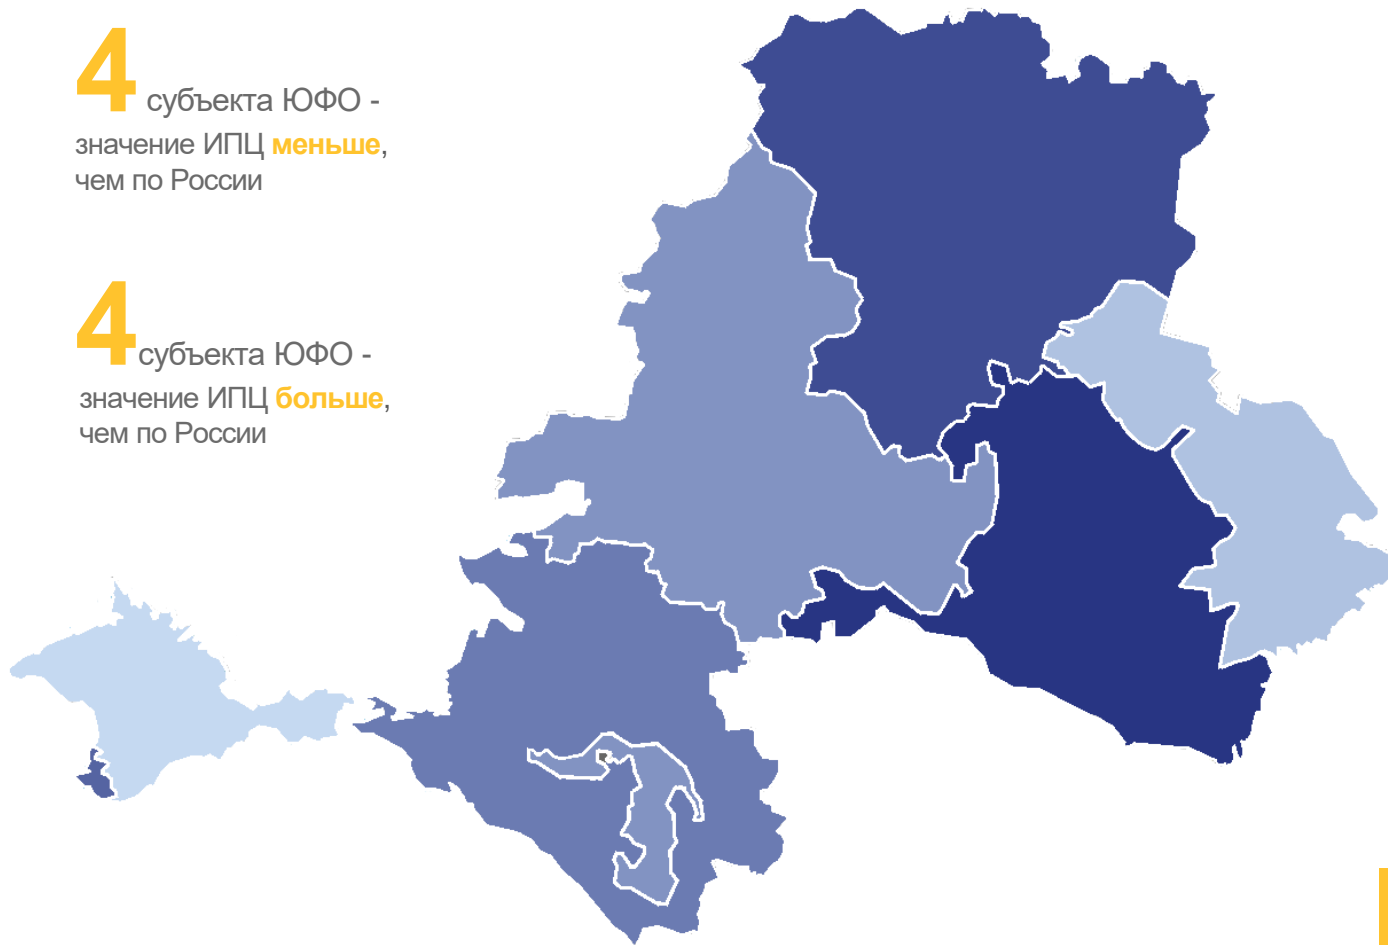 4 субъекта ЮФО -
значение ИПЦ меньше,
чем по России
4 субъекта ЮФО -
значение ИПЦ больше,
чем по России